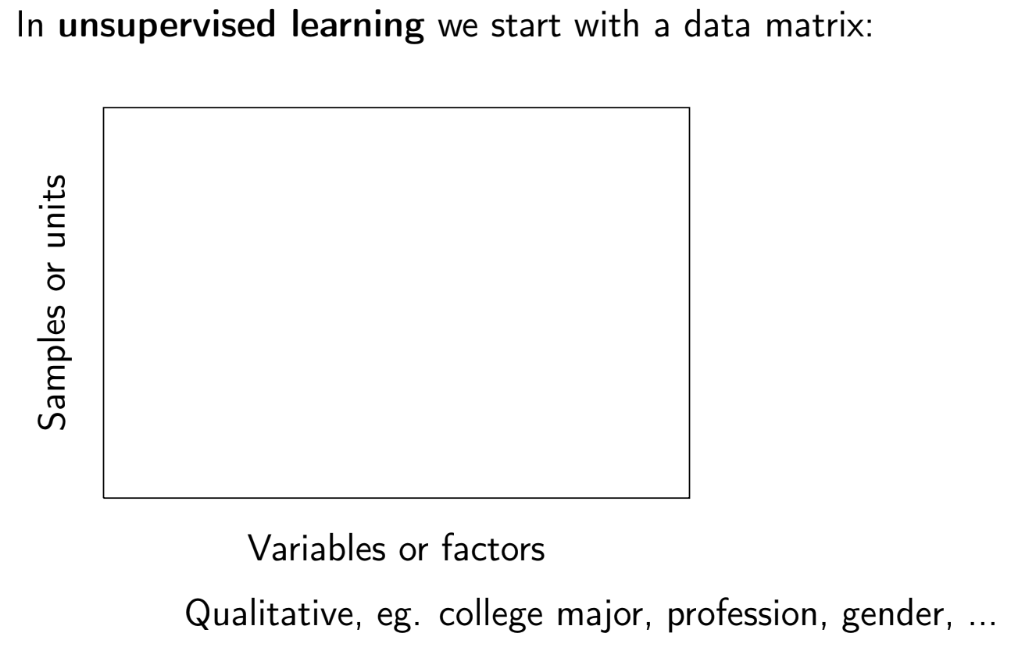 In unsupervised learning we start with a data matrix:
Samples or units
Variables or factors
Qualitative, eg. college major, profession, gender, ...